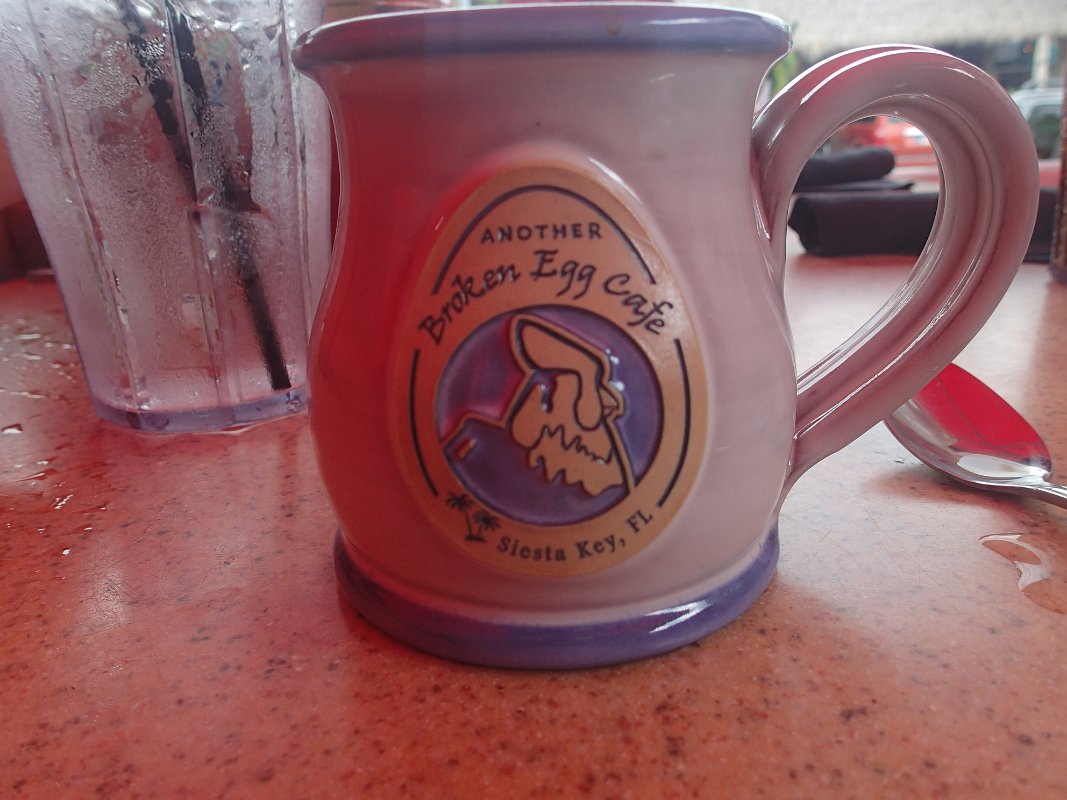 ANOTHER
Broken Egg Cafe
Siesta Key, FL